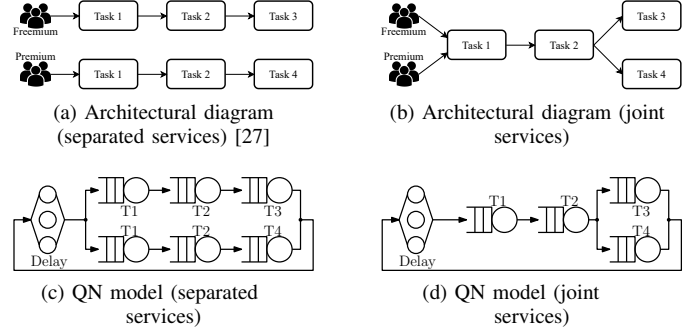 Freemium
Task 1
Task 2
Task 3
Premium
Task 1
Task 2
Task 4
(a) Architectural diagram
(separated services) [27]
Freemium
Premium
Task 1
Task 2
Task 3
Task 4
(b) Architectural diagram (joint
services)
T1
T2
T3
T1
T2
T4
Delay
(c) QN model (separated
services)
T1
T2
T3
T4
Delay
(d) QN model (joint
services)